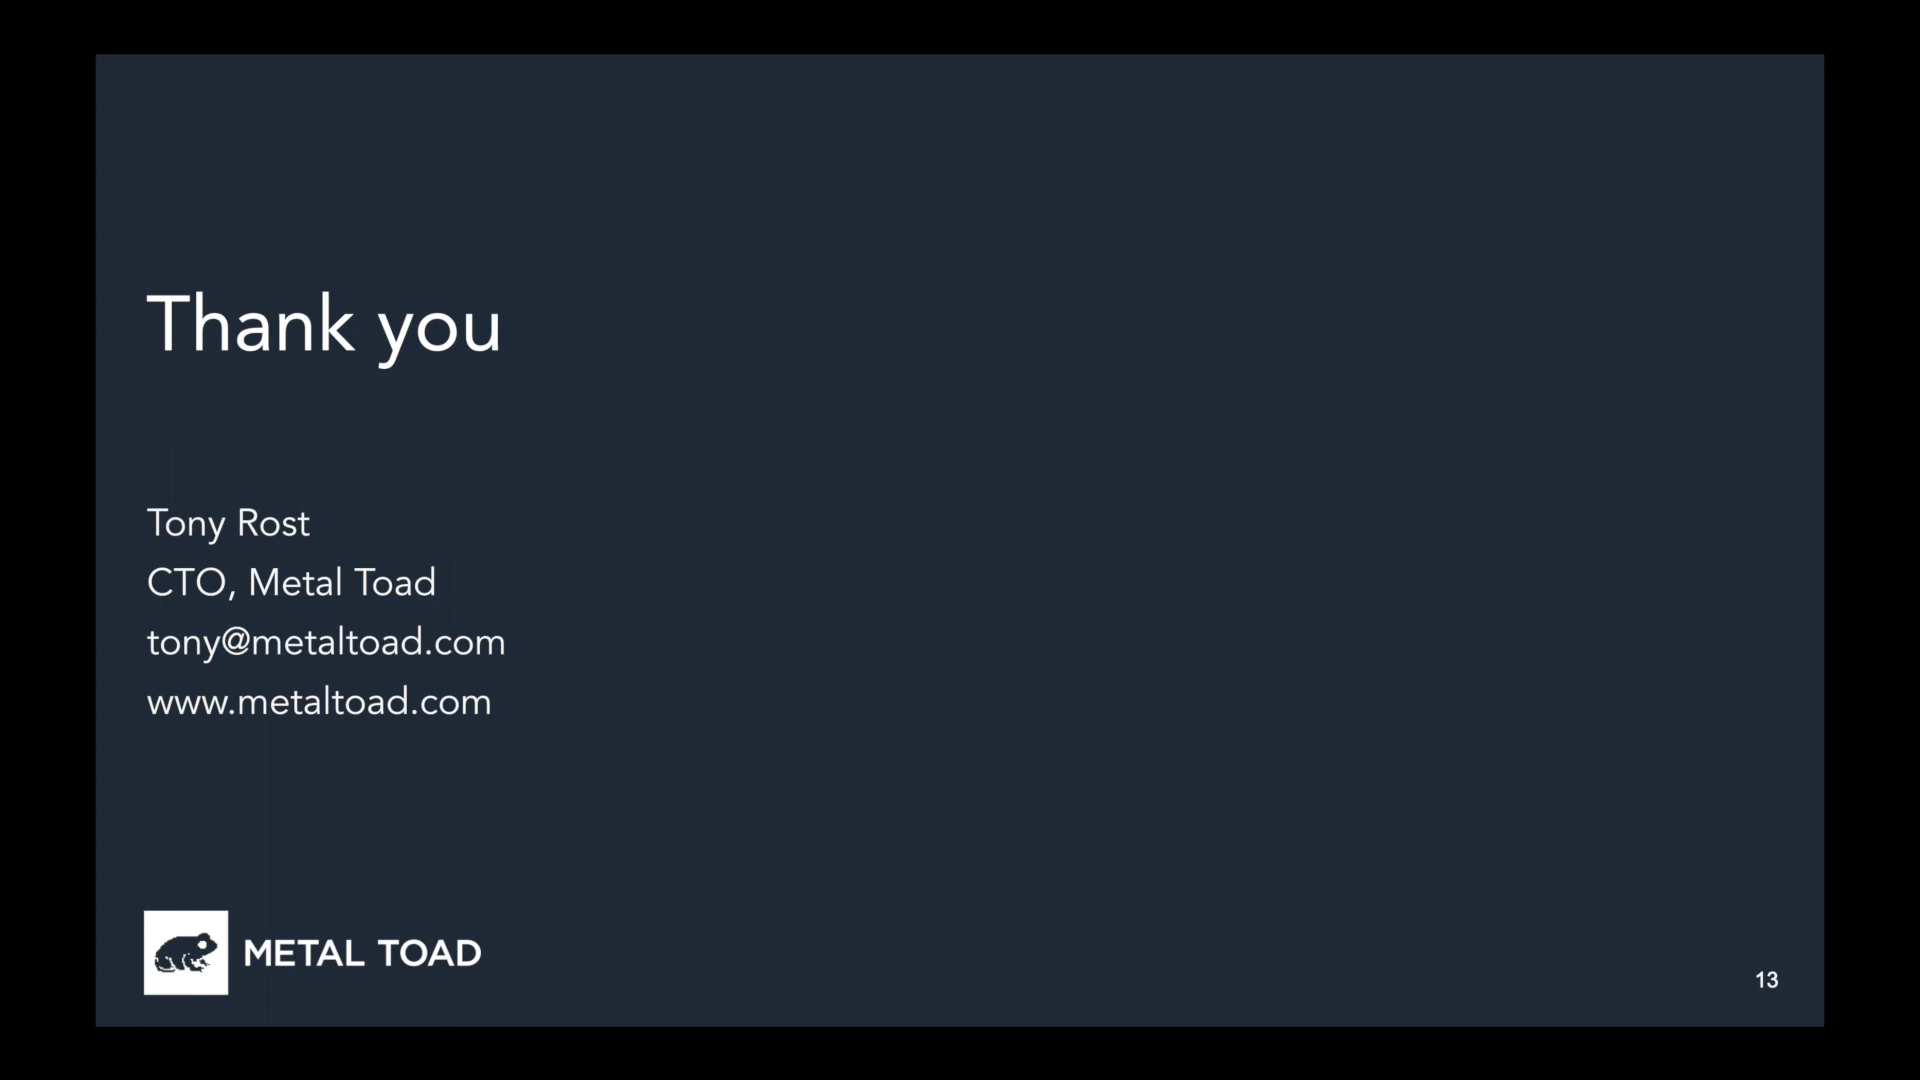 Thank you
Tony Rost
CTO, Metal Toad
tony@metaltoad.com
www.metaltoad.com
METAL TOAD
13